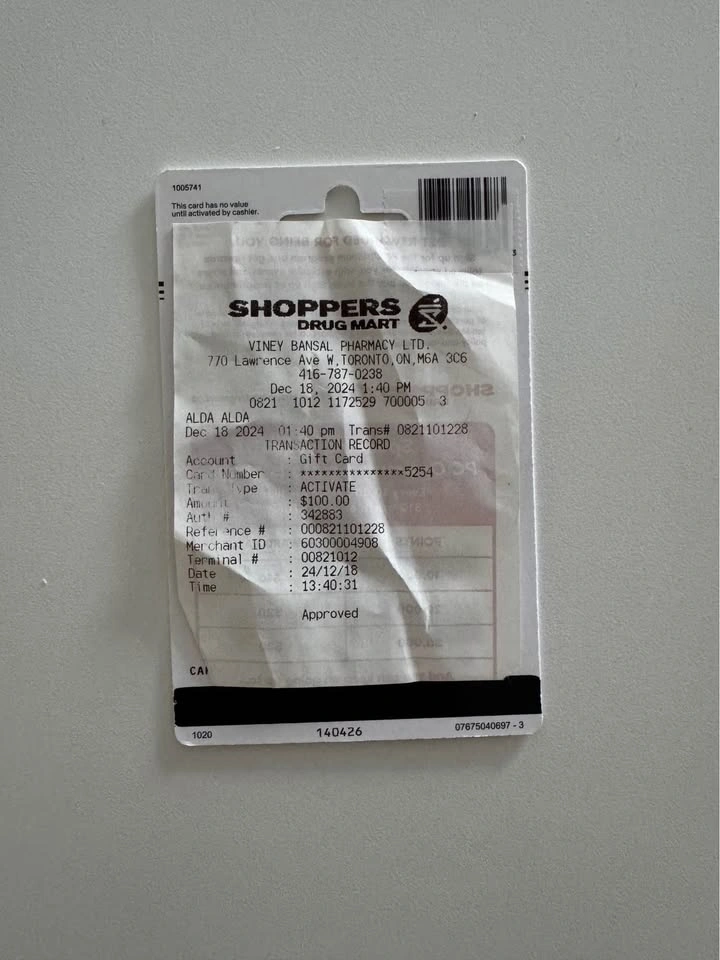 1005741
This card has no value
until activated by cashier.
SHOPPERS
DRUG MART
VINEY BANSAL PHARMACY LTD.
770 Lawrence Ave W,TORONTO,ON,M6A 3C6
416-787-0238
Dec 18, 2024 1:40 PM
0821 1012 1172529 700005 3
ALDA ALDA
Dec 18 2024 01:40 pm Trans# 0821101228
TRANSACTION RECORD
Account : Gift Card
Card Number : ***************5254
Tran Type : ACTIVATE
Amount : $100.00
Auth # : 342883
Reference # : 000821101228
Merchant ID : 60300004908
Terminal # : 00821012
Date : 24/12/18
Time : 13:40:31
Approved
1020
140426
07675040697 - 3